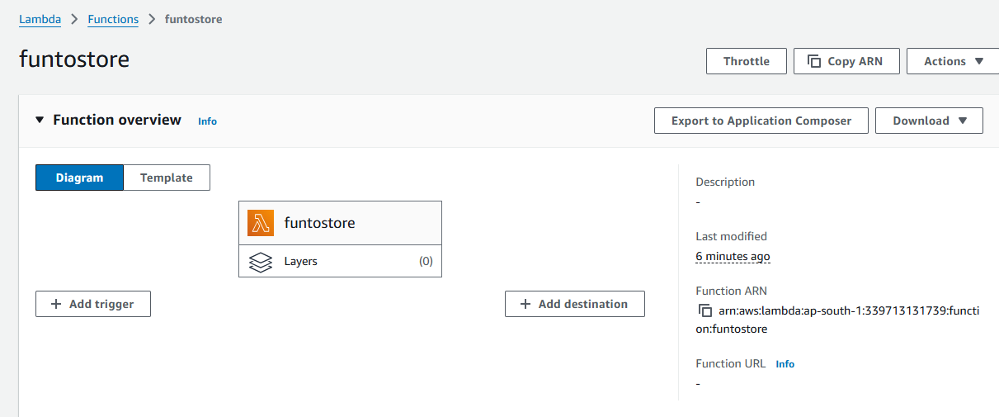 Lambda > Functions > funtostore
funtostore
Throttle
Copy ARN
Actions
Function overview Info
Export to Application Composer
Download
Diagram
Template
funtostore
Layers (0)
+ Add trigger
+ Add destination
Description
-
Last modified
6 minutes ago
Function ARN
arn:aws:lambda:ap-south-1:339713131739:functi
on:funtostore
Function URL Info
-